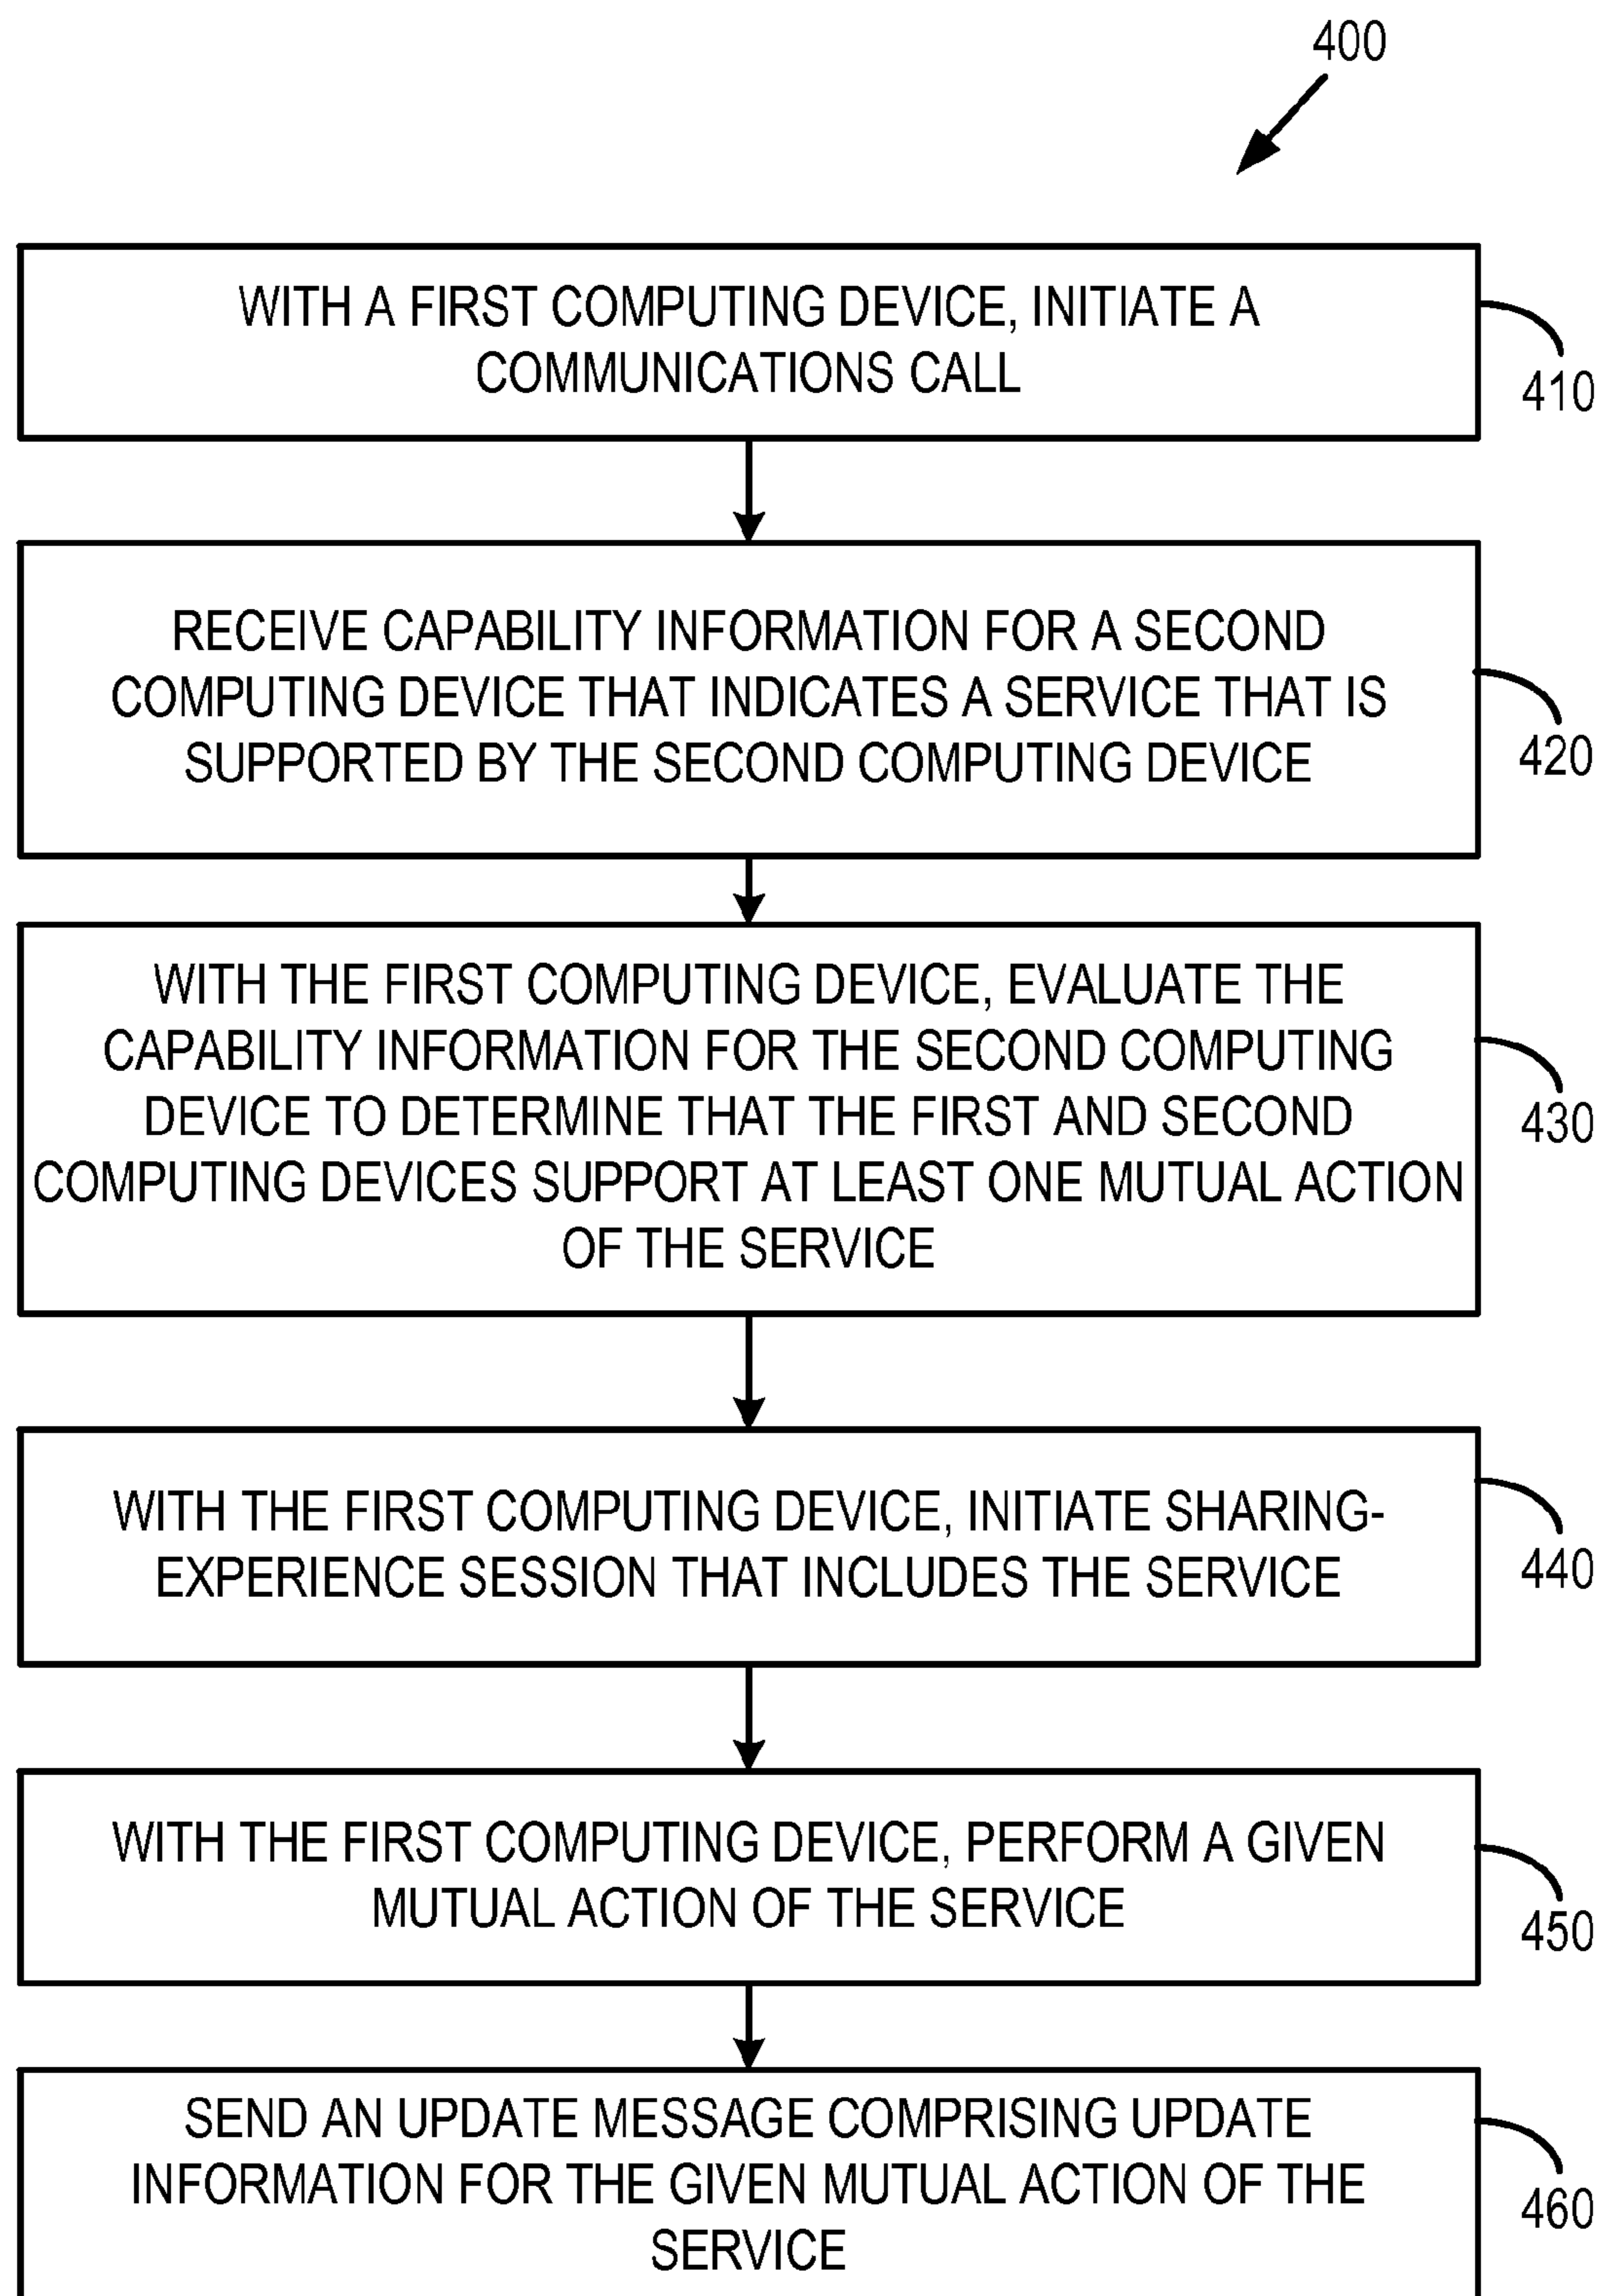 400
WITH A FIRST COMPUTING DEVICE, INITIATE A
COMMUNICATIONS CALL
410
RECEIVE CAPABILITY INFORMATION FOR A SECOND
COMPUTING DEVICE THAT INDICATES A SERVICE THAT IS
SUPPORTED BY THE SECOND COMPUTING DEVICE
420
WITH THE FIRST COMPUTING DEVICE, EVALUATE THE
CAPABILITY INFORMATION FOR THE SECOND COMPUTING
DEVICE TO DETERMINE THAT THE FIRST AND SECOND
COMPUTING DEVICES SUPPORT AT LEAST ONE MUTUAL ACTION
OF THE SERVICE
430
WITH THE FIRST COMPUTING DEVICE, INITIATE SHARING-
EXPERIENCE SESSION THAT INCLUDES THE SERVICE
440
WITH THE FIRST COMPUTING DEVICE, PERFORM A GIVEN
MUTUAL ACTION OF THE SERVICE
450
SEND AN UPDATE MESSAGE COMPRISING UPDATE
INFORMATION FOR THE GIVEN MUTUAL ACTION OF THE
SERVICE
460